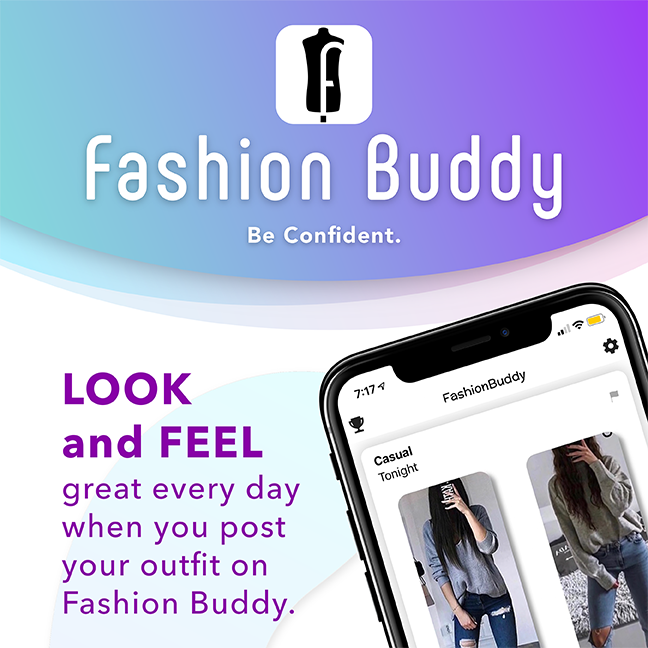 f
Fashion Buddy
Be Confident.
LOOK
and FEEL
great every day
when you post
your outfit on
Fashion Buddy.
7:17
FashionBuddy
Casual
Tonight